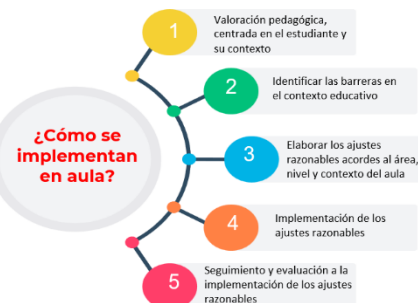 ¿Cómo se
implementan
en aula?
1
Valoración pedagógica,
centrada en el estudiante y
su contexto
2
Identificar las barreras en
el contexto educativo
3
Elaborar los ajustes
razonables acordes al área,
nivel y contexto del aula
4
Implementación de los
ajustes razonables
5
Seguimiento y evaluación a la
implementación de los ajustes
razonables